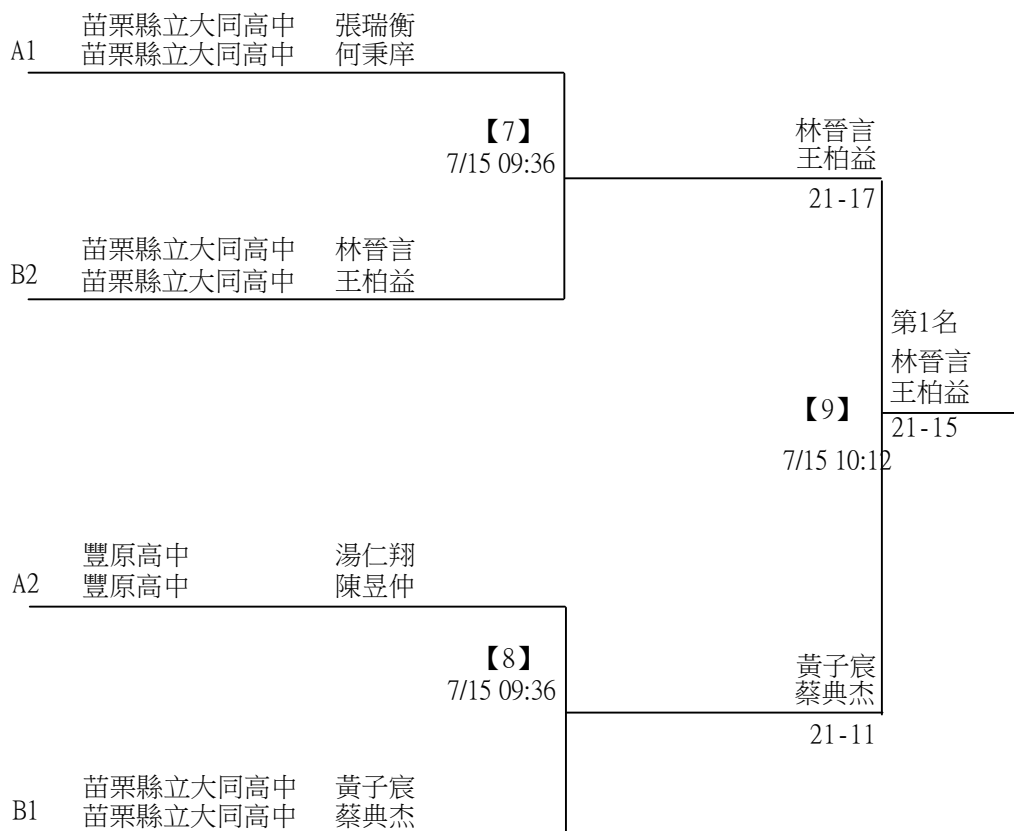 苗栗縣立大同高中 張瑞衡
A1 苗栗縣立大同高中 何秉庠
【7】
7/15 09:36
林晉言
王柏益
21-17
苗栗縣立大同高中 林晉言
B2 苗栗縣立大同高中 王柏益
第1名
林晉言
王柏益
21-15
【9】
7/15 10:12
豐原高中 湯仁翔
A2 豐原高中 陳昱仲
【8】
7/15 09:36
黃子宸
蔡典杰
21-11
苗栗縣立大同高中 黃子宸
B1 苗栗縣立大同高中 蔡典杰